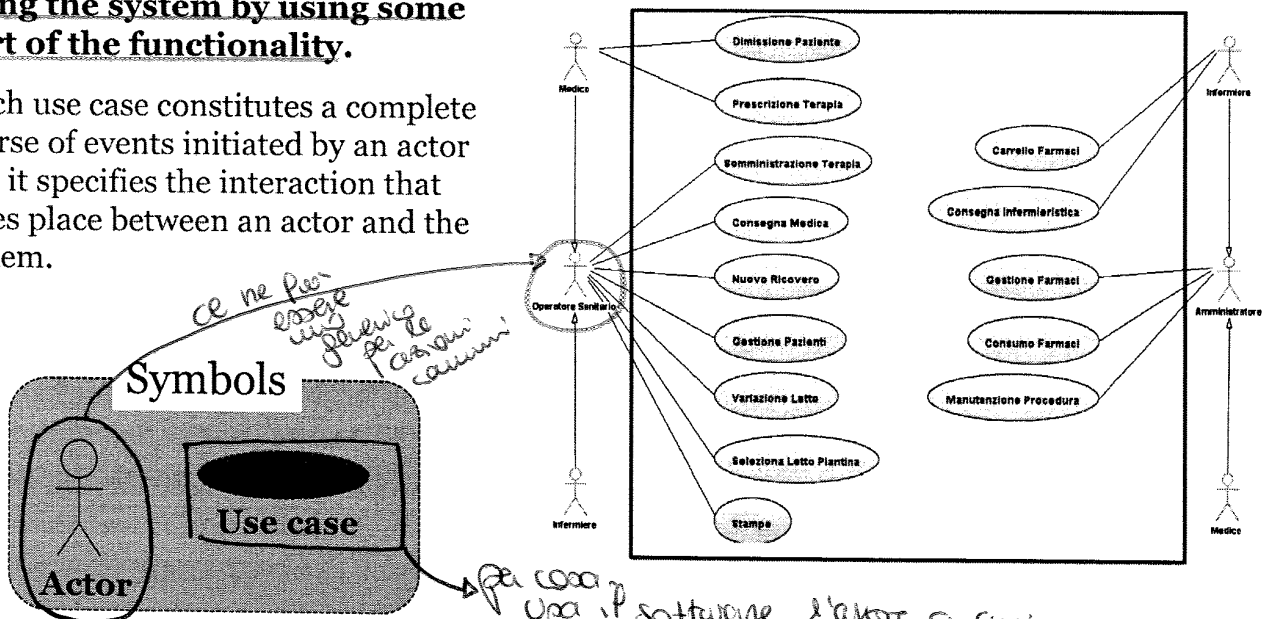 ng the system by using some
rt of the functionality.
ch use case constitutes a complete
rse of events initiated by an actor
it specifies the interaction that
es place between an actor and the
em.
ce ne può
essere
uno
generico
per le
azioni
comuni
Symbols
Actor
Use case
per cosa
usa il software l'attore a cui
Medico
Operatore Sanitario
Infermiere
Dimissione Paziente
Prescrizione Terapia
Somministrazione Terapia
Consegna Medica
Nuovo Ricovero
Gestione Pazienti
Variazione Letto
Seleziona Letto Piantina
Stampe
Carrello Farmaci
Consegna Infermieristica
Gestione Farmaci
Consumo Farmaci
Manutenzione Procedura
Infermiere
Amministratore
Medico